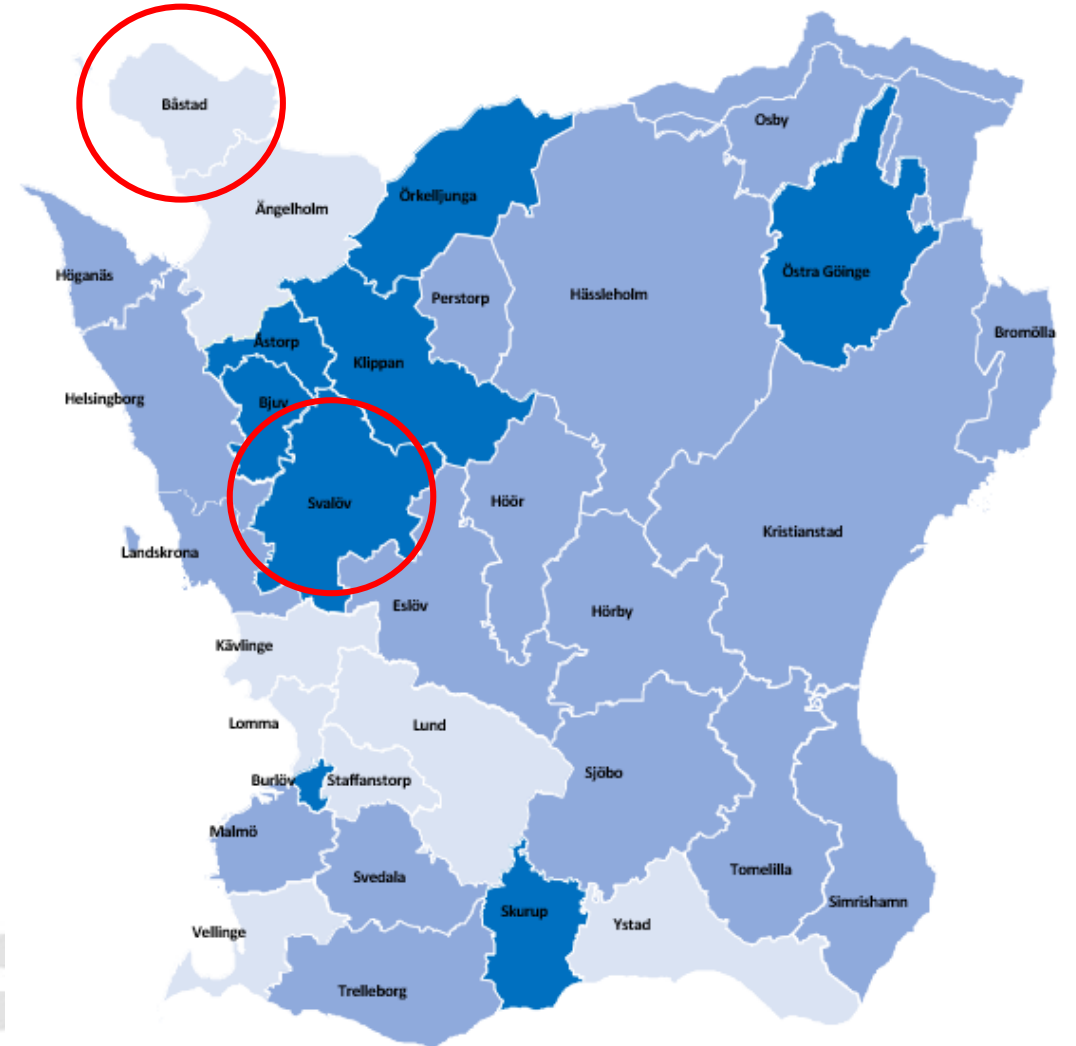 Båstad
Osby
Örkelljunga
Ängelholm
Östra Göinge
Höganäs
Perstorp
Hässleholm
Bromölla
Åstorp
Klippan
Helsingborg
Bjuv
Svalöv
Höör
Kristianstad
Landskrona
Eslöv
Hörby
Kävlinge
Lomma
Lund
Sjöbo
Burlöv
Staffanstorp
Malmö
Tomelilla
Svedala
Simrishamn
Skurup
Ystad
Vellinge
Trelleborg